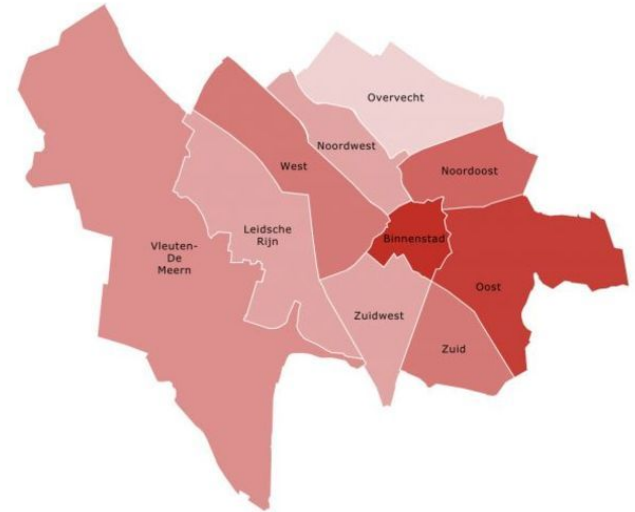 Overvecht
Noordwest
West
Noordoost
Leidsche
Rijn
Binnenstad
Vleuten-
De
Meern
Oost
Zuidwest
Zuid